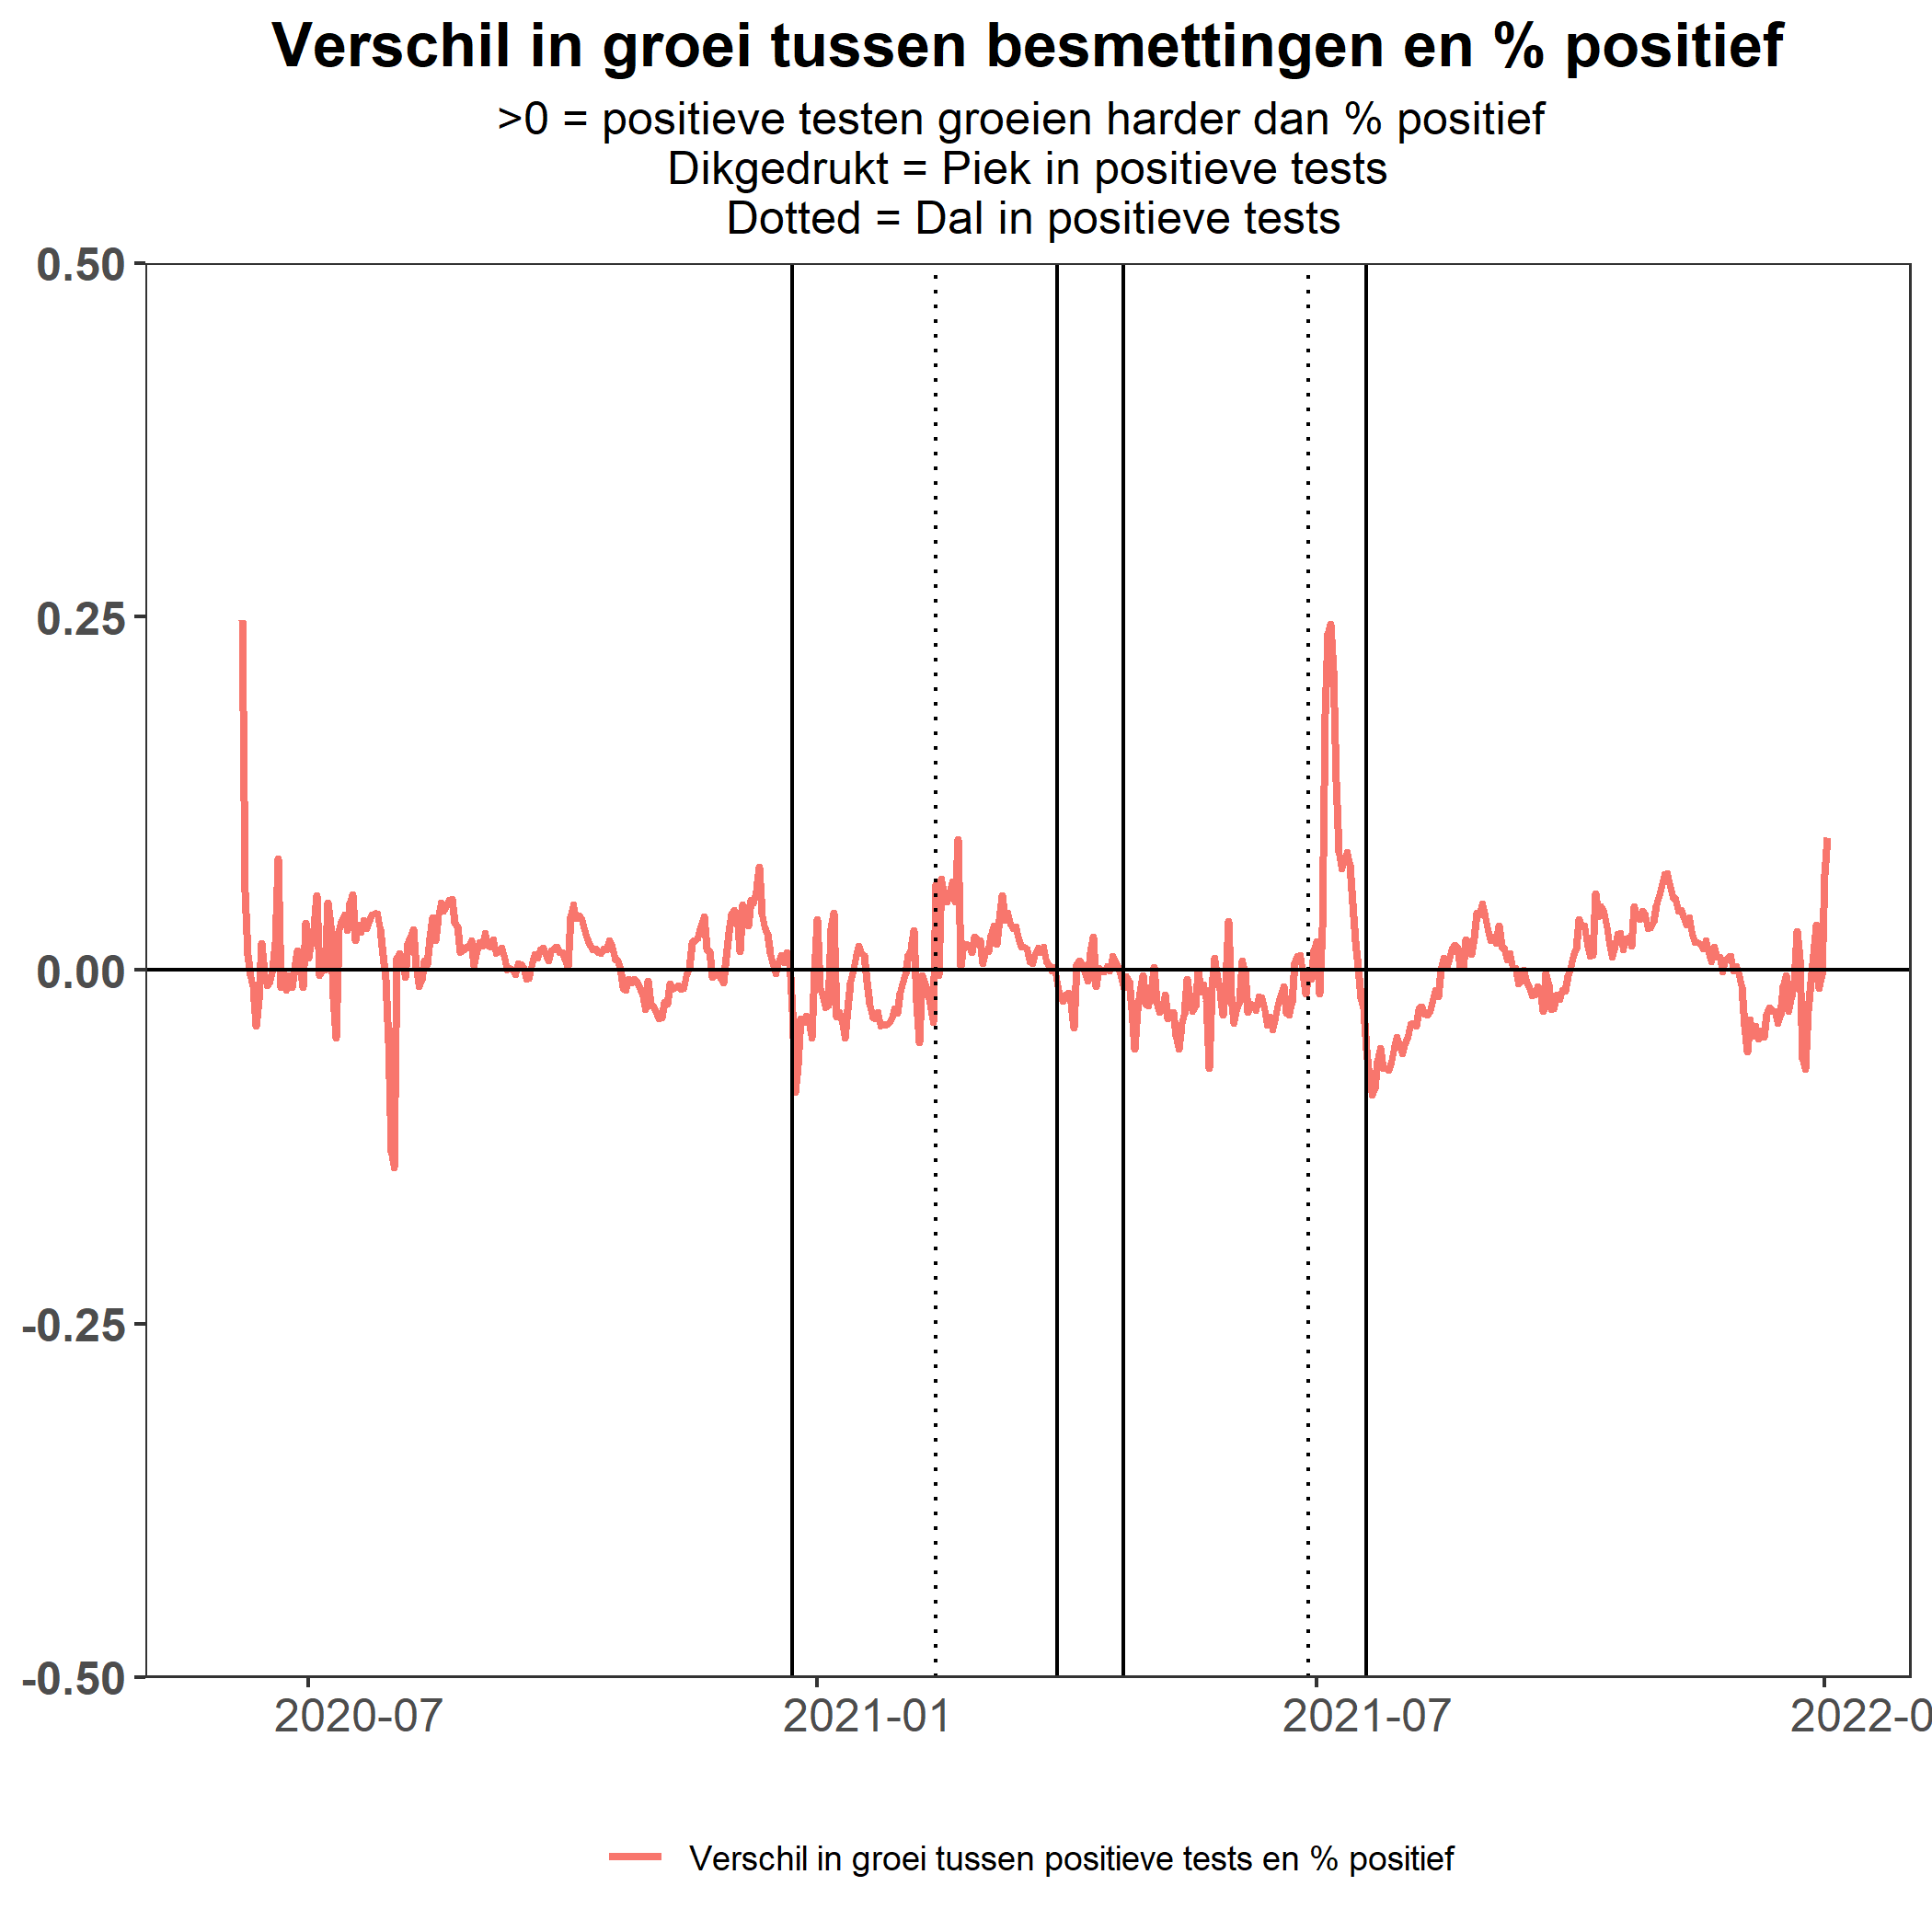 Verschil in groei tussen besmettingen en % positief
>0 = positieve testen groeien harder dan % positief
Dikgedrukt = Piek in positieve tests
Dotted = Dal in positieve tests
0.50
0.25
0.00
-0.25
-0.50
2020-07
2021-01
2021-07
2022-0
Verschil in groei tussen positieve tests en % positief